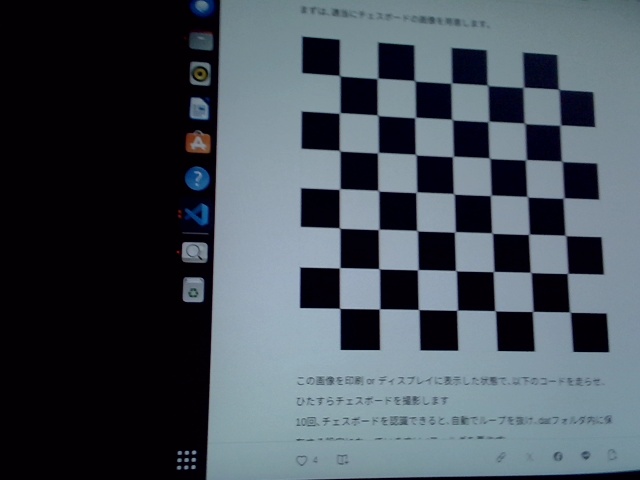 まずは、適当にチェスボードの画像を用意します。
この画像を印刷 or ディスプレイに表示した状態で、以下のコードを走らせ、
ひたすらチェスボードを撮影します
10回、チェスボードを認識できると、自動でループを抜け、datフォルダ内に保
4